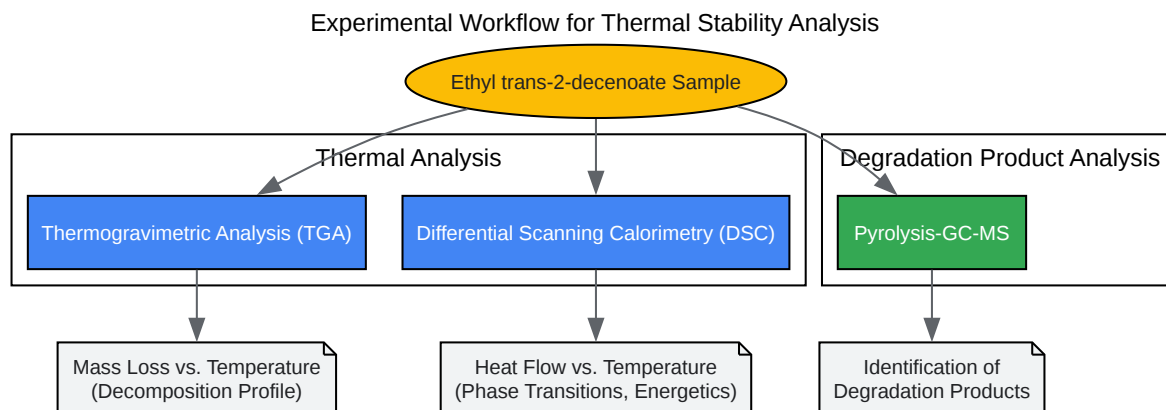 Experimental Workflow for Thermal Stability Analysis
Ethyl trans-2-decenoate Sample
Thermal Analysis
Degradation Product Analysis
Thermogravimetric Analysis (TGA)
Differential Scanning Calorimetry (DSC)
Pyrolysis-GC-MS
Mass Loss vs. Temperature
(Decomposition Profile)
Heat Flow vs. Temperature
(Phase Transitions, Energetics)
Identification of
Degradation Products